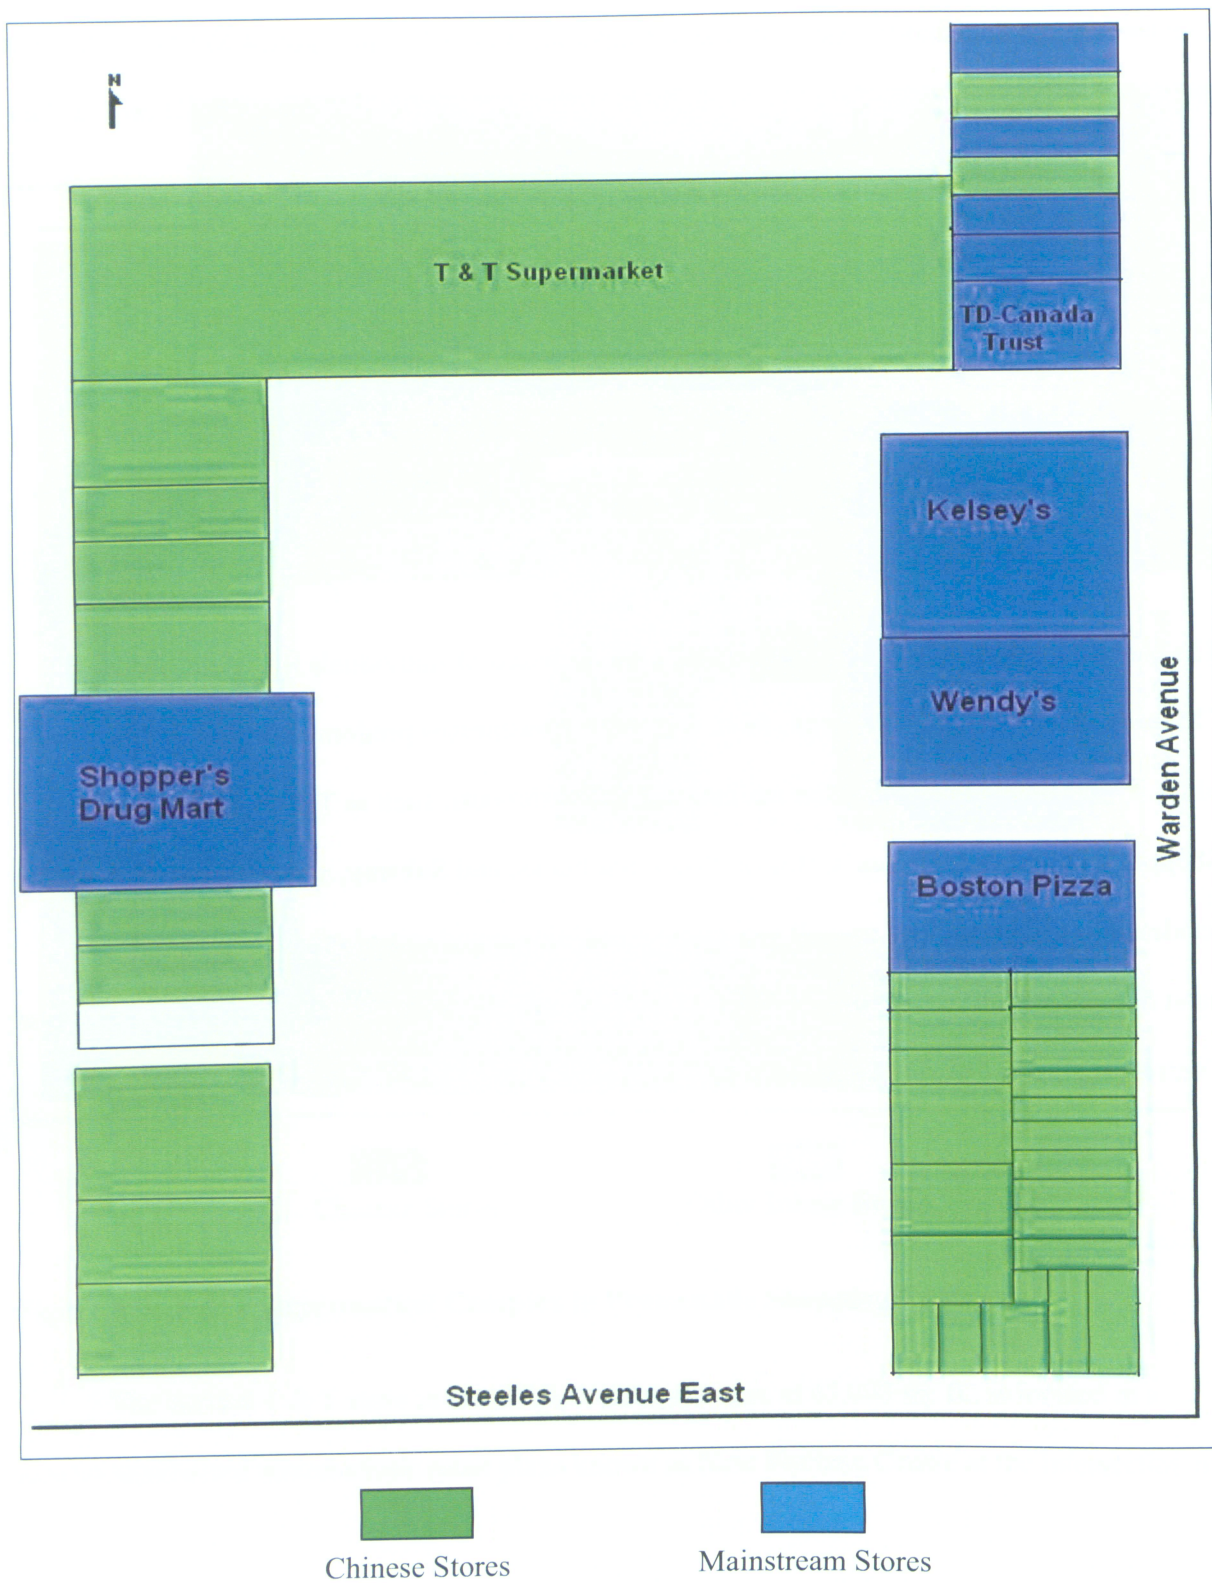 N
T & T Supermarket
TD-Canada
Trust
Kelsey's
Wendy's
Shopper's
Drug Mart
Boston Pizza
Warden Avenue
Steeles Avenue East
Chinese Stores
Mainstream Stores